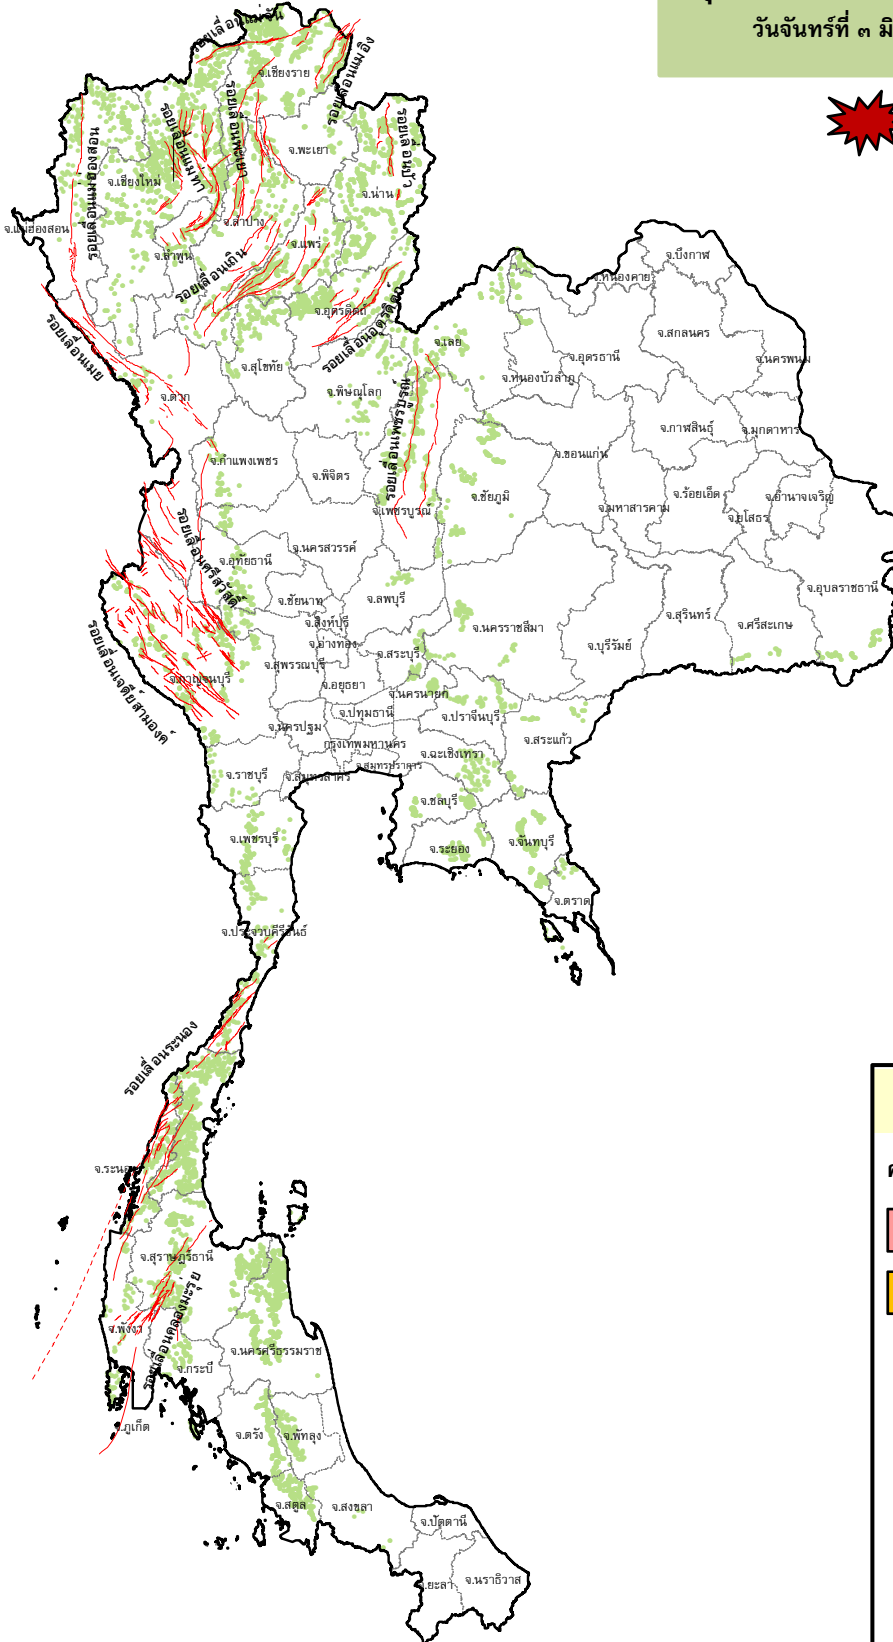 วันจันทร์ที่ ๓ มิ
รอยเลื่อนแม่จัน
จ.เชียงราย
รอยเลื่อนแม่อิง
รอยเลื่อนพะเยา
รอยเลื่อนแม่ทา
รอยเลื่อนปัว
รอยเลื่อนแม่ฮ่องสอน
จ.พะเยา
จ.เชียงใหม่
จ.น่าน
จ.แม่ฮ่องสอน
จ.ลำปาง
จ.แพร่
จ.ลำพูน
รอยเลื่อนเถิน
จ.บึงกาฬ
จ.หนองคาย
จ.อุตรดิตถ์
รอยเลื่อนอุตรดิตถ์
รอยเลื่อนเมย
จ.เลย
จ.สกลนคร
จ.นครพนม
จ.อุดรธานี
จ.หนองบัวลำภู
จ.สุโขทัย
จ.ตาก
จ.พิษณุโลก
รอยเลื่อนเพชรบูรณ์
จ.กาฬสินธุ์
จ.มุกดาหาร
จ.กำแพงเพชร
จ.พิจิตร
จ.ขอนแก่น
จ.ชัยภูมิ
จ.ร้อยเอ็ด
จ.อำนาจเจริญ
จ.เพชรบูรณ์
จ.มหาสารคาม
จ.ยโสธร
รอยเลื่อนศรีสวัสดิ์
จ.นครสวรรค์
จ.อุทัยธานี
จ.อุบลราชธานี
จ.ชัยนาท
จ.ลพบุรี
จ.สิงห์บุรี
จ.นครราชสีมา
จ.สุรินทร์
จ.ศรีสะเกษ
จ.อ่างทอง
จ.บุรีรัมย์
จ.สระบุรี
จ.สุพรรณบุรี
จ.กาญจนบุรี
รอยเลื่อนเจดีย์สามองค์
จ.อยุธยา
จ.นครนายก
จ.ปทุมธานี
จ.ปราจีนบุรี
จ.นครปฐม
กรุงเทพมหานคร
จ.สระแก้ว
จ.ฉะเชิงเทรา
จ.สมุทรปราการ
จ.ราชบุรี
จ.สมุทรสาคร
จ.ชลบุรี
จ.เพชรบุรี
จ.ระยอง
จ.จันทบุรี
จ.ตราด
จ.ประจวบคีรีขันธ์
รอยเลื่อนระนอง
จ.ระนอง
จ.สุราษฎร์ธานี
รอยเลื่อนคลองมะรุ่ย
จ.พังงา
จ.นครศรีธรรมราช
จ.กระบี่
จ.ภูเก็ต
จ.ตรัง
จ.พัทลุง
จ.สตูล
จ.สงขลา
จ.ปัตตานี
จ.ยะลา
จ.นราธิวาส